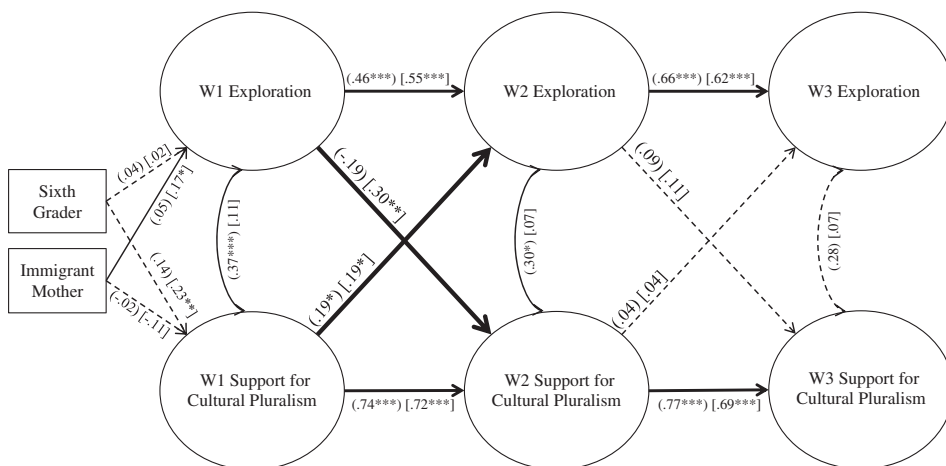 (.46***) [.55***]
(.66***) [.62***]
W1 Exploration
W2 Exploration
W3 Exploration
(.04) [.02]
(.05) [.17*]
(-.19) [.30**]
(.09) [.11]
Sixth
Grader
(.37***) [.11]
(.30*) [.07]
(.28) [.07]
Immigrant
Mother
(.14) [.23**]
(-.02) [-.11]
(.19*) [.19*]
(.04) [.04]
W1 Support for
Cultural Pluralism
W2 Support for
Cultural Pluralism
W3 Support for
Cultural Pluralism
(.74***) [.72***]
(.77***) [.69***]